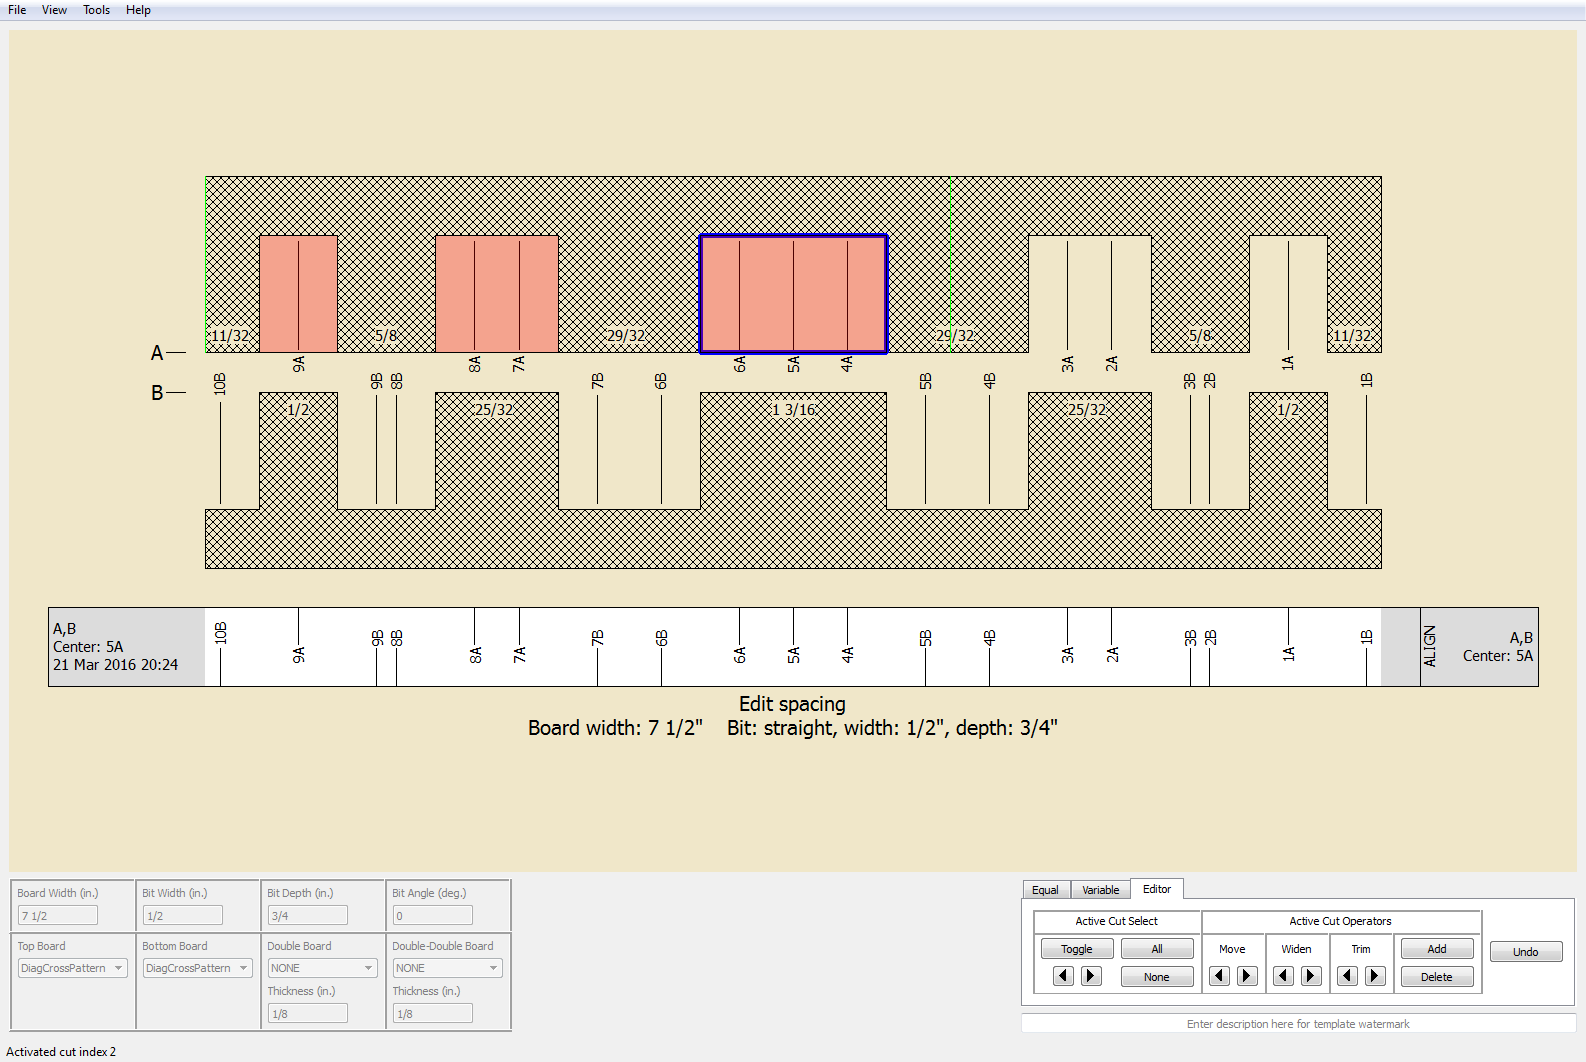 File View Tools Help
11/32 5/8 29/32 29/32 5/8 11/32
A
9A 8A 7A 6A 5A 4A 3A 2A 1A
10B 9B 8B 7B 6B 5B 4B 3B 2B 1B
B
1/2 25/32 1 3/16 25/32 1/2
A,B
Center: 5A
21 Mar 2016 20:24
10B 9A 9B 8B 8A 7A 7B 6B 6A 5A 4A 5B 4B 3A 2A 3B 2B 1A 1B
ALIGN
A,B
Center: 5A
Edit spacing
Board width: 7 1/2" Bit: straight, width: 1/2", depth: 3/4"
Board Width (in.) Bit Width (in.) Bit Depth (in.) Bit Angle (deg.)
7 1/2 1/2 3/4 0
Top Board Bottom Board Double Board Double-Double Board
DiagCrossPattern DiagCrossPattern NONE NONE
Thickness (in.) Thickness (in.)
1/8 1/8
Equal Variable Editor
Active Cut Select Active Cut Operators
Toggle All Move Widen Trim Add Undo
None Delete
Enter description here for template watermark
Activated cut index 2